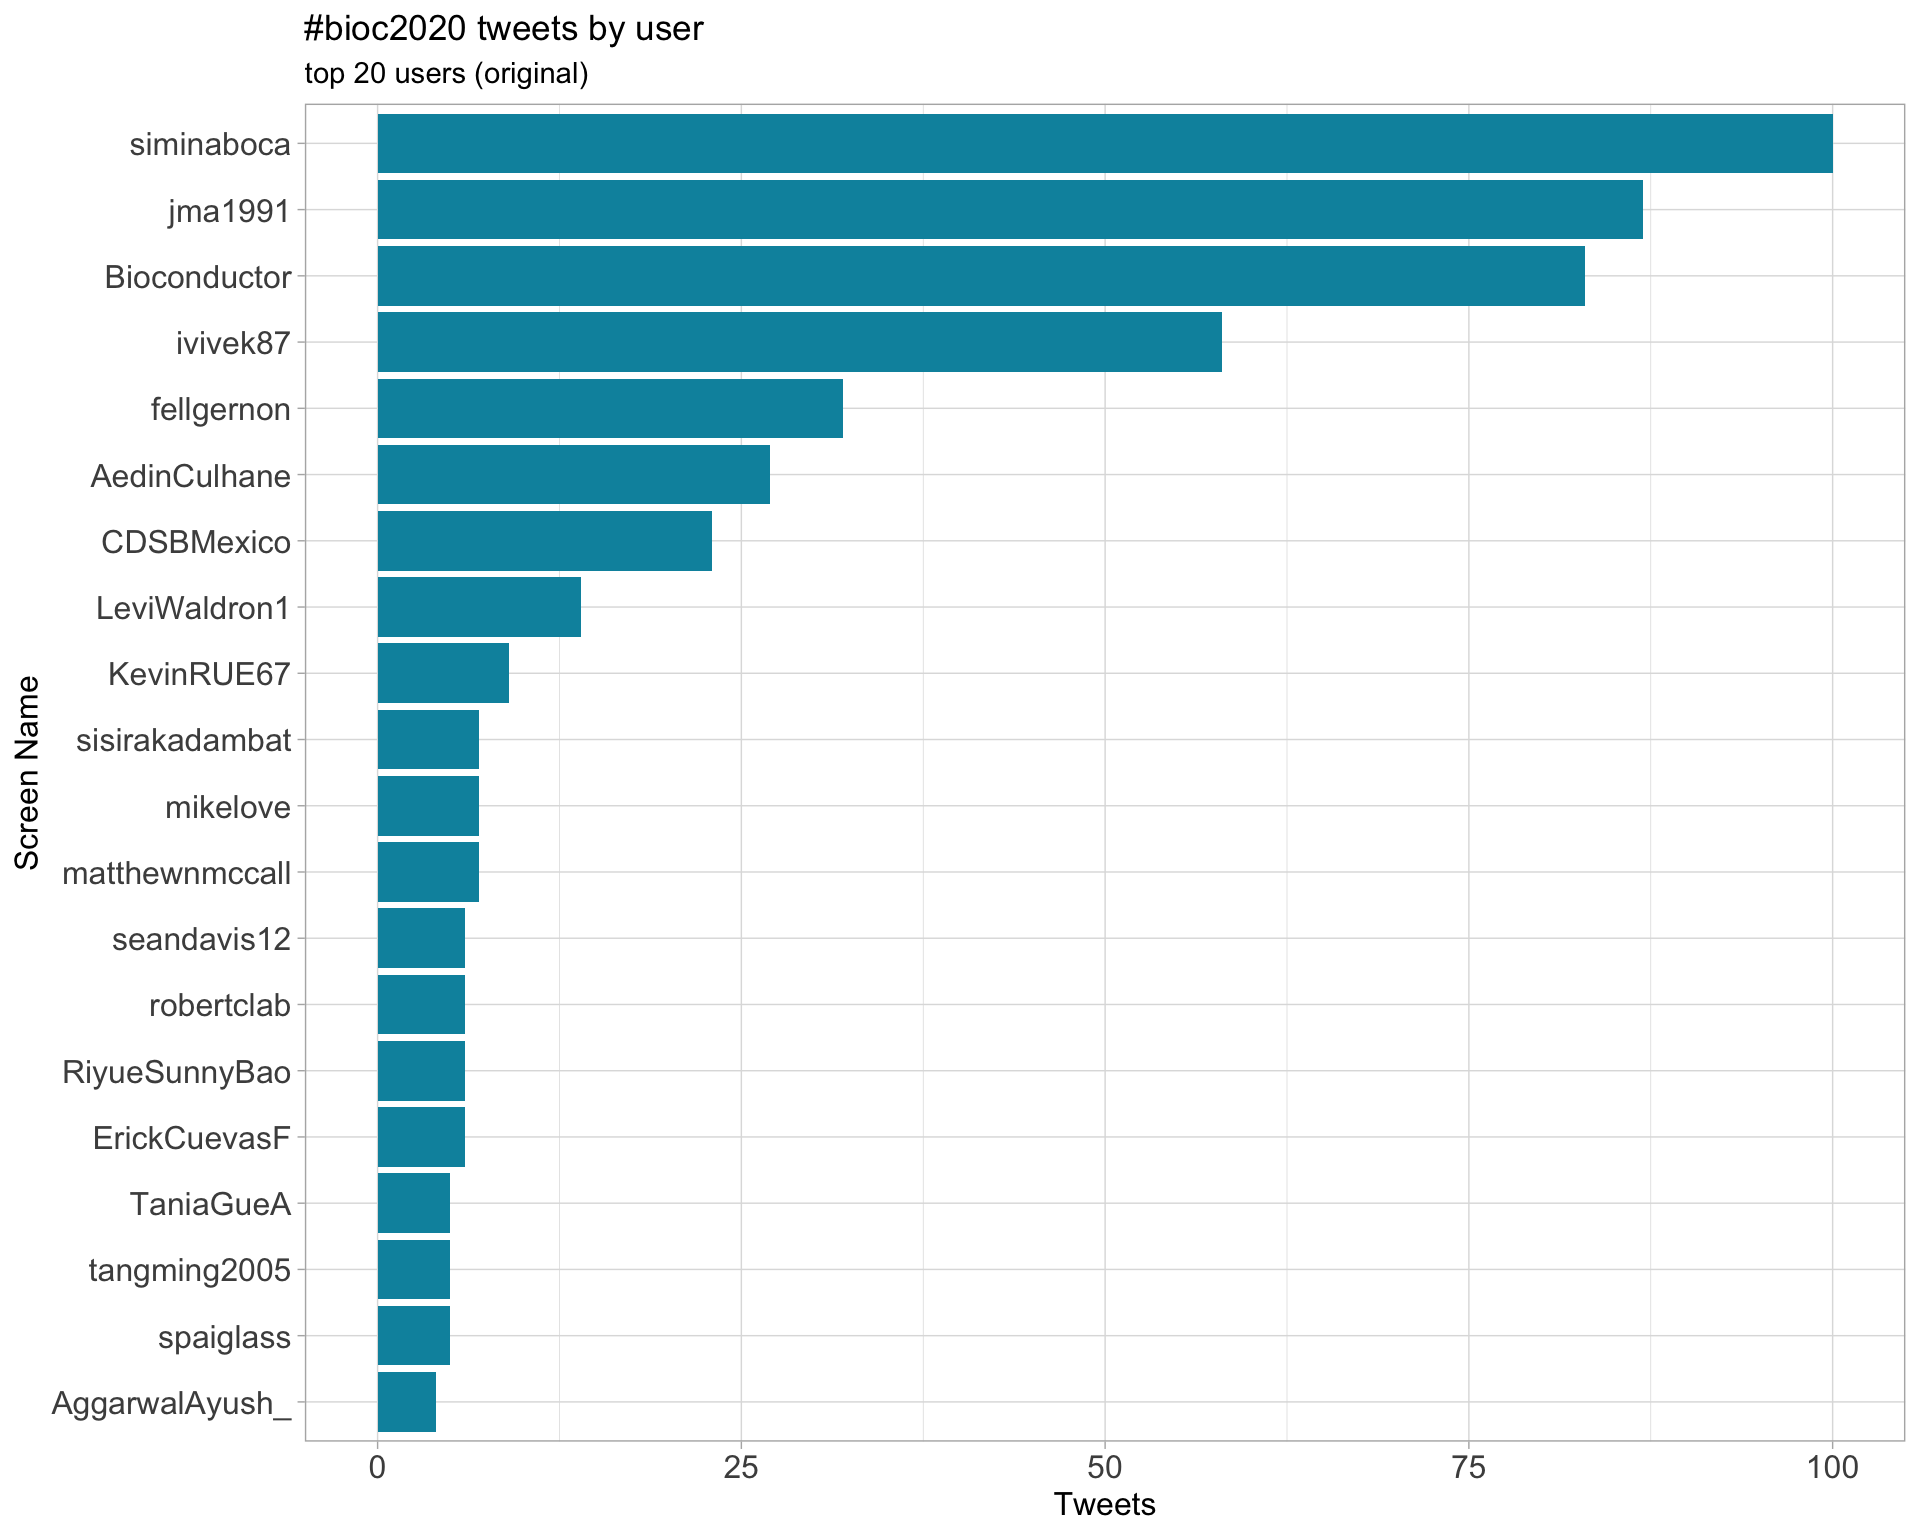 #bioc2020 tweets by user
top 20 users (original)
Screen Name
siminaboca
jma1991
Bioconductor
ivivek87
fellgernon
AedinCulhane
CDSBMexico
LeviWaldron1
KevinRUE67
sisirakadambat
mikelove
matthewnmccall
seandavis12
robertclab
RiyueSunnyBao
ErickCuevasF
TaniaGueA
tangming2005
spaiglass
AggarwalAyush_
0 25 50 75 100
Tweets